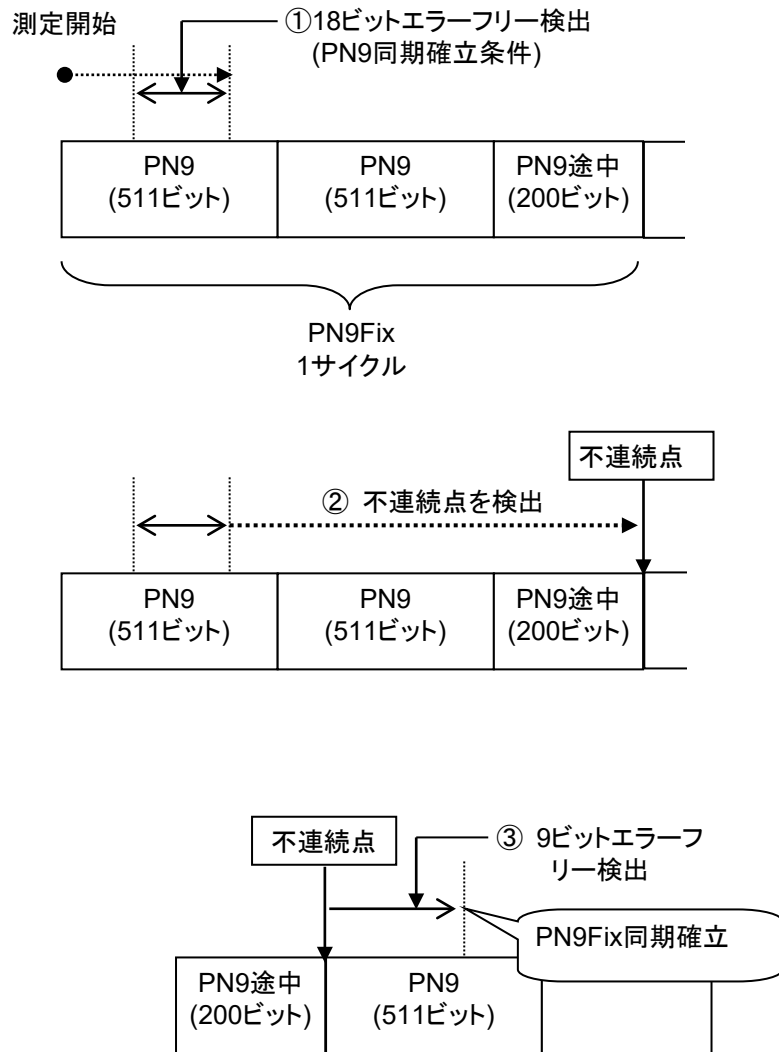 測定開始
①18ビットエラーフリー検出
(PN9同期確立条件)
PN9
(511ビット)
PN9
(511ビット)
PN9途中
(200ビット)
PN9Fix
1サイクル
不連続点
② 不連続点を検出
PN9
(511ビット)
PN9
(511ビット)
PN9途中
(200ビット)
不連続点
③ 9ビットエラーフ
リー検出
PN9Fix同期確立
PN9途中
(200ビット)
PN9
(511ビット)